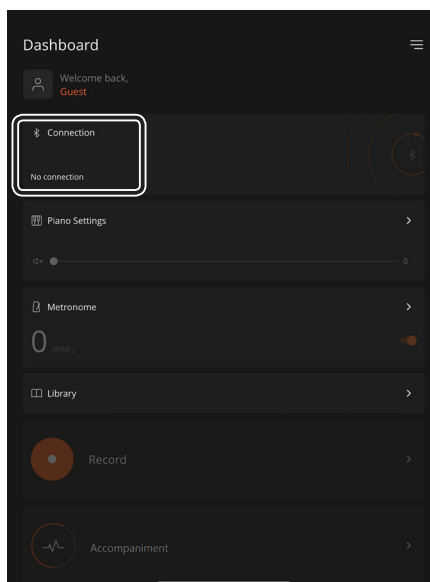 Dashboard
Welcome back,
Guest
Connection
No connection
Piano Settings
0
Metronome
0 BPM
Library
Record
Accompaniment